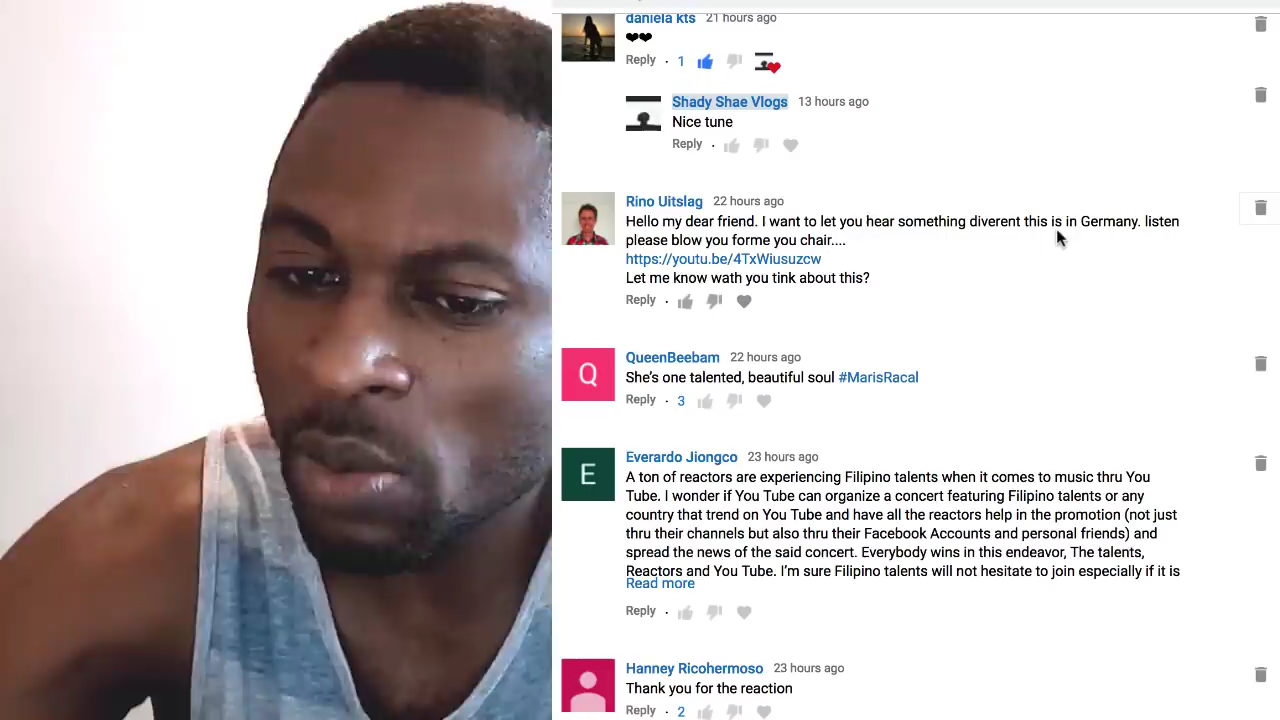 daniela kts 21 hours ago
❤❤
Reply · 1
Shady Shae Vlogs 13 hours ago
Nice tune
Reply ·
Rino Uitslag 22 hours ago
Hello my dear friend. I want to let you hear something diverent this is in Germany. listen
please blow you forme you chair....
https://youtu.be/4TxWiusuzcw
Let me know wath you tink about this?
Reply ·
Q
QueenBeebam 22 hours ago
She’s one talented, beautiful soul #MarisRacal
Reply · 3
E
Everardo Jiongco 23 hours ago
A ton of reactors are experiencing Filipino talents when it comes to music thru You
Tube. I wonder if You Tube can organize a concert featuring Filipino talents or any
country that trend on You Tube and have all the reactors help in the promotion (not just
thru their channels but also thru their Facebook Accounts and personal friends) and
spread the news of the said concert. Everybody wins in this endeavor, The talents,
Reactors and You Tube. I’m sure Filipino talents will not hesitate to join especially if it is
Read more
Reply ·
Hanney Ricohermoso 23 hours ago
Thank you for the reaction
Reply · 2